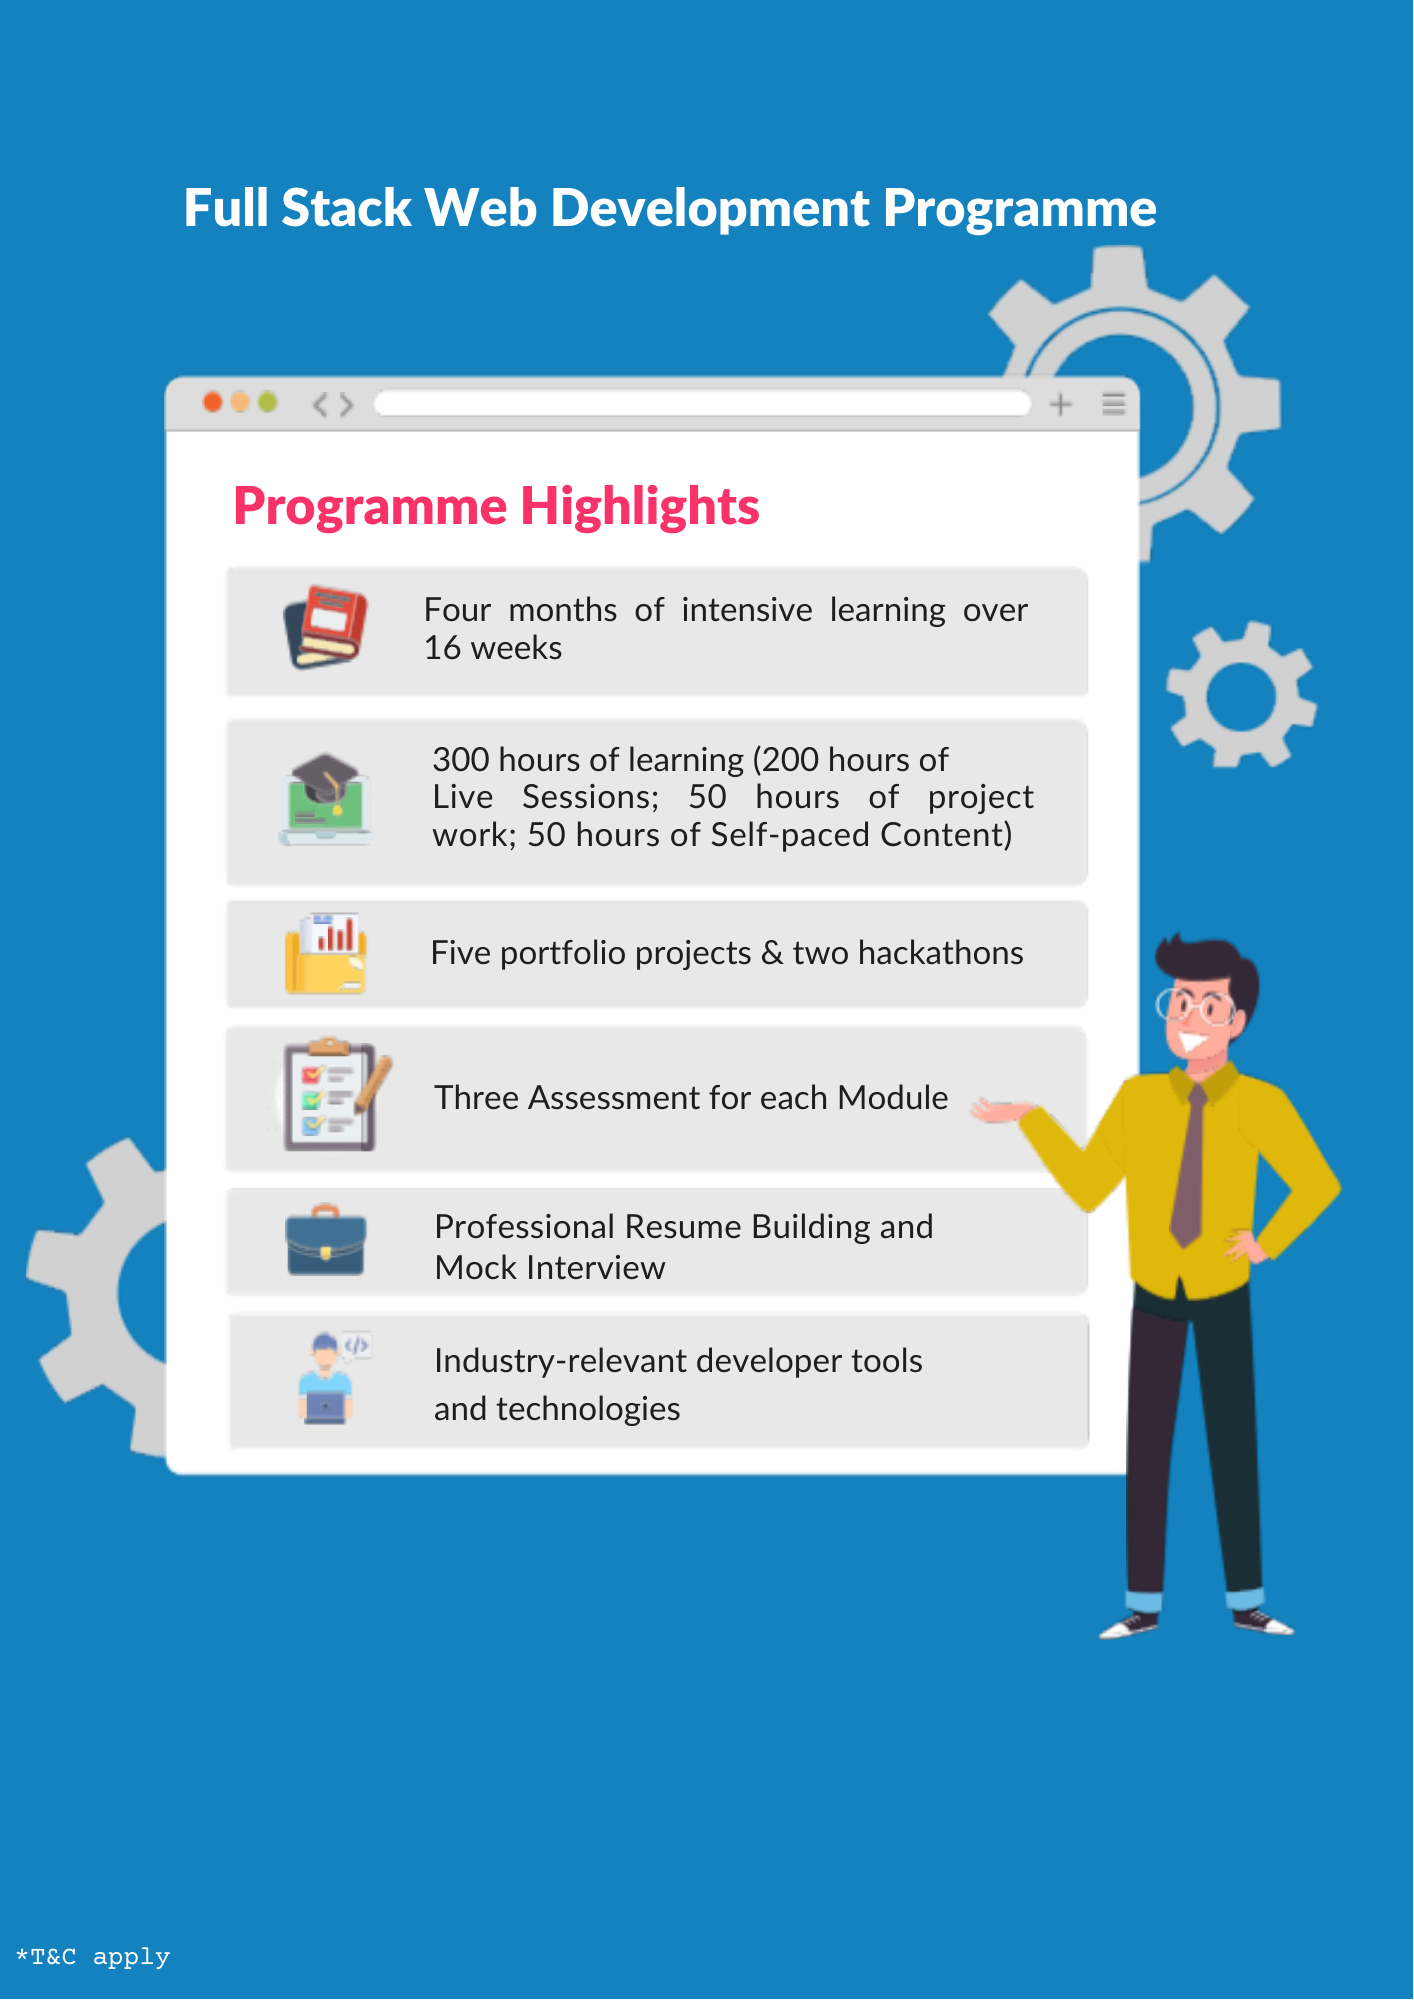 Full Stack Web Development Programme
Programme Highlights
Four months of intensive learning over
16 weeks
300 hours of learning (200 hours of
Live Sessions; 50 hours of project
work; 50 hours of Self-paced Content)
Five portfolio projects & two hackathons
Three Assessment for each Module
Professional Resume Building and
Mock Interview
Industry-relevant developer tools
and technologies
*T&C apply